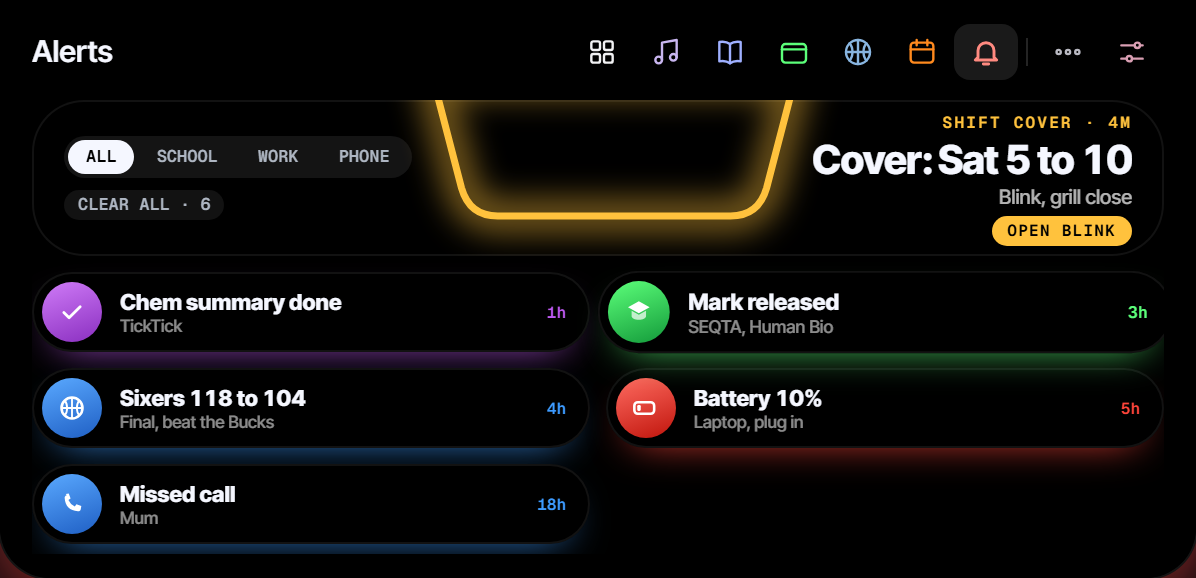 Alerts
ALL SCHOOL WORK PHONE
CLEAR ALL · 6
SHIFT COVER · 4M
Cover: Sat 5 to 10
Blink, grill close
OPEN BLINK
Chem summary done
TickTick
1h
Mark released
SEQTA, Human Bio
3h
Sixers 118 to 104
Final, beat the Bucks
4h
Battery 10%
Laptop, plug in
5h
Missed call
Mum
18h